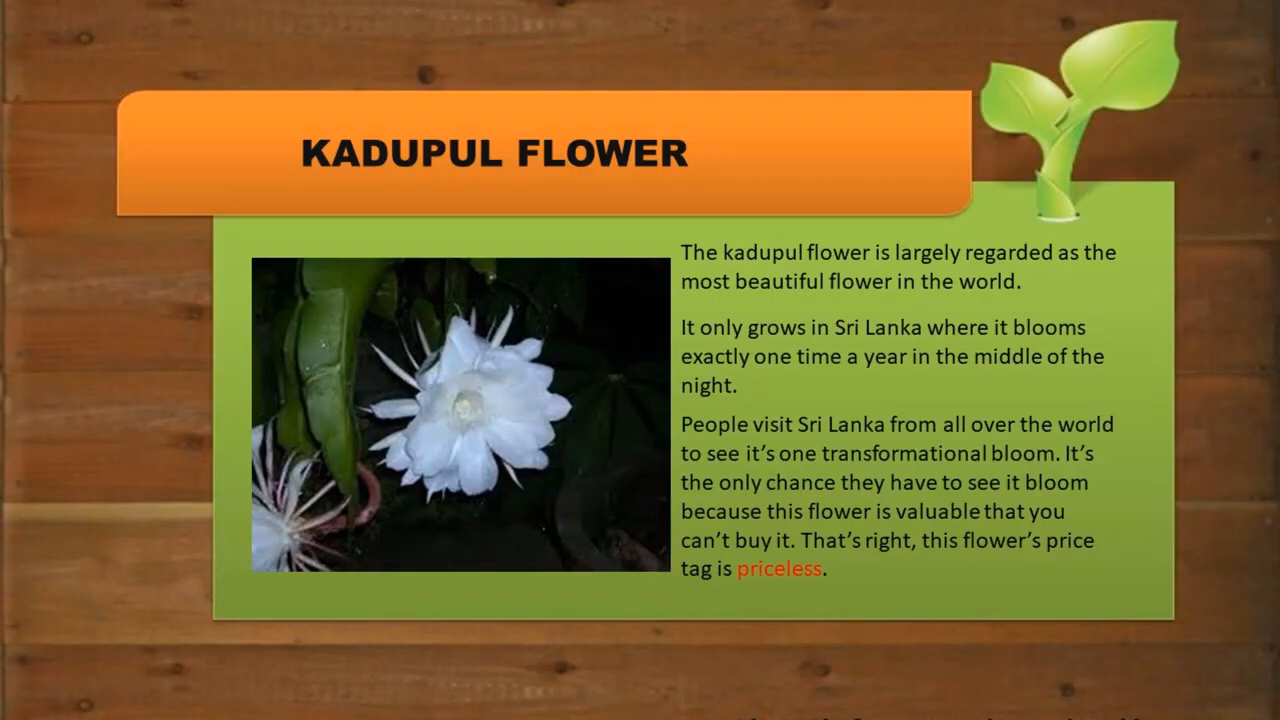 KADUPUL FLOWER
The kadupul flower is largely regarded as the
most beautiful flower in the world.
It only grows in Sri Lanka where it blooms
exactly one time a year in the middle of the
night.
People visit Sri Lanka from all over the world
to see it’s one transformational bloom. It’s
the only chance they have to see it bloom
because this flower is valuable that you
can’t buy it. That’s right, this flower’s price
tag is priceless.